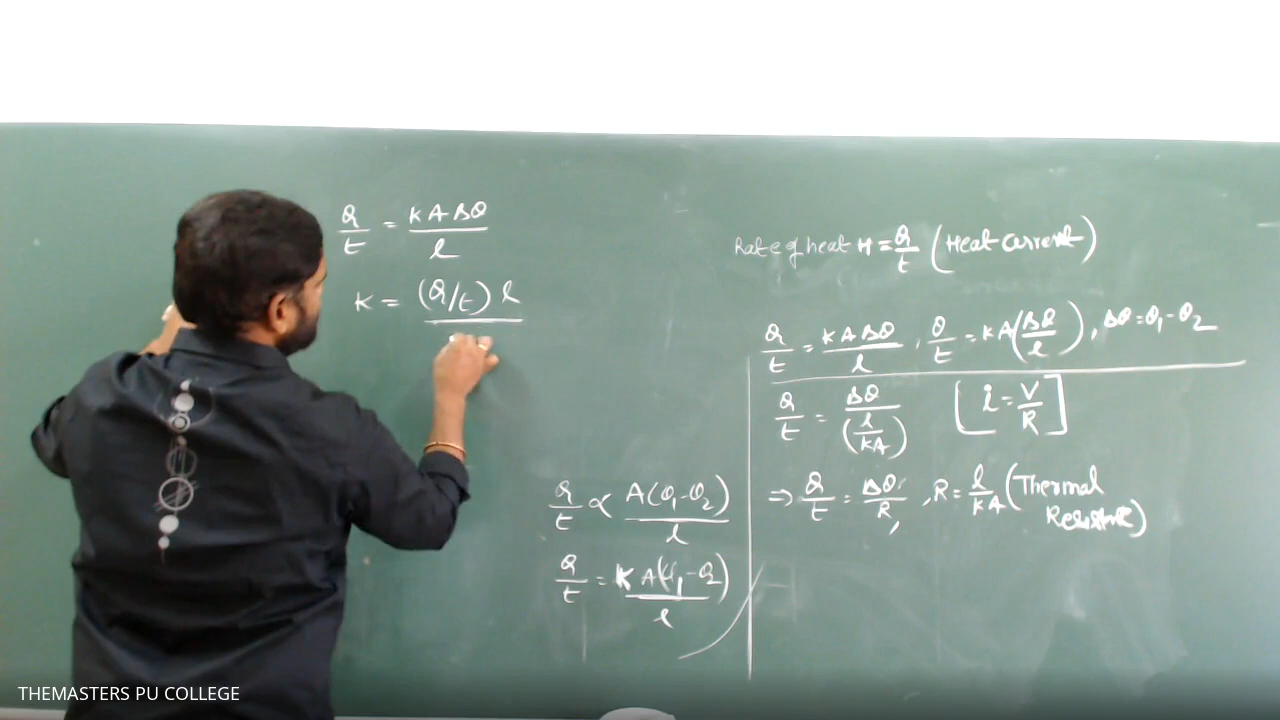 Q/t = KAΔθ/l
K = (Q/t) l
Q/t ∝ A(θ₁-θ₂)/l
Q/t = K A(θ₁-θ₂)/l
Rate of heat H = Q/t (Heat current)
Q/t = KAΔθ/l , Q/t = KA(Δθ/l), Δθ = θ₁-θ₂
Q/t = Δθ/(l/KA) [i = V/R]
⇒ Q/t = Δθ/R, , R = l/KA (Thermal
Resistance)
THEMASTERS PU COLLEGE